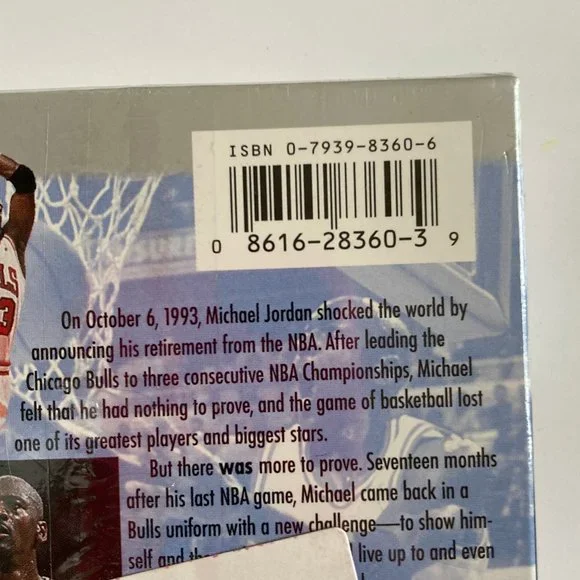 ISBN 0-7939-8360-6
0 8616-28360-3 9
On October 6, 1993, Michael Jordan shocked the world by
announcing his retirement from the NBA. After leading the
Chicago Bulls to three consecutive NBA Championships, Michael
felt that he had nothing to prove, and the game of basketball lost
one of its greatest players and biggest stars.
But there was more to prove. Seventeen months
after his last NBA game, Michael came back in a
Bulls uniform with a new challenge—to show him-
self and live up to and even